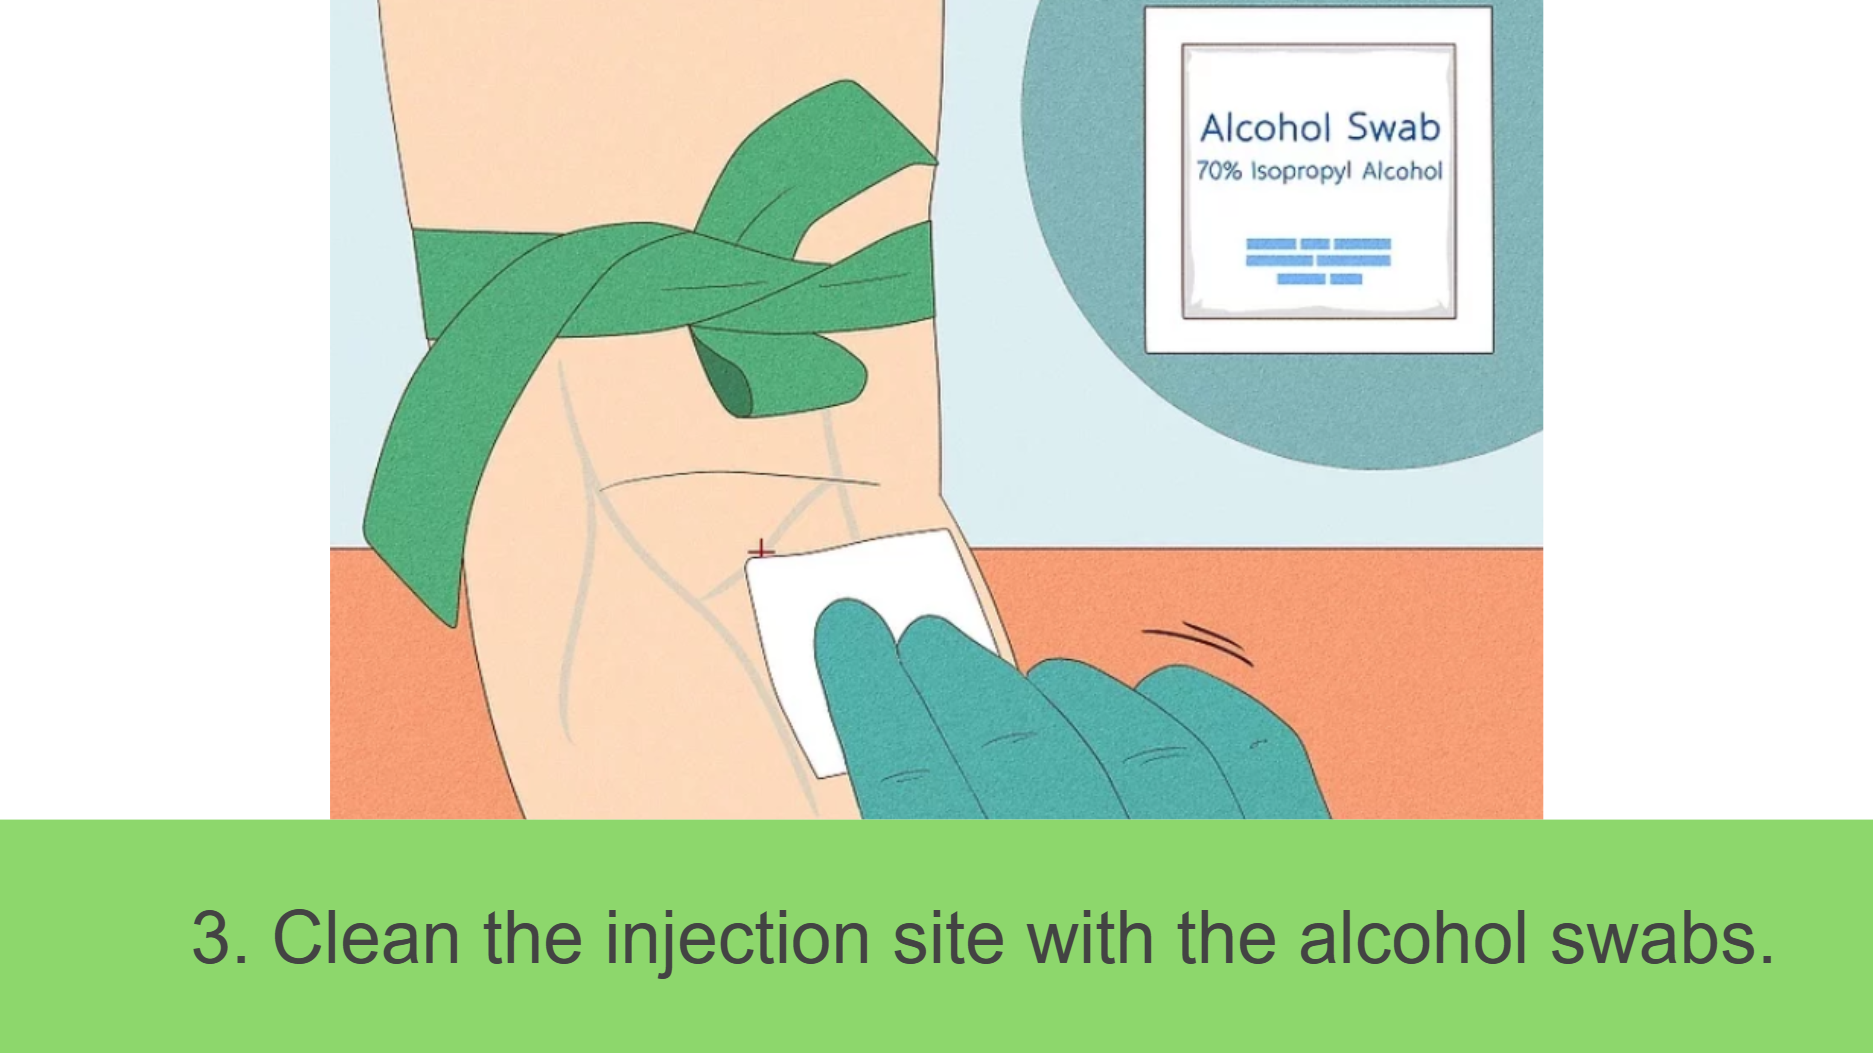 Alcohol Swab
70% Isopropyl Alcohol
3. Clean the injection site with the alcohol swabs.